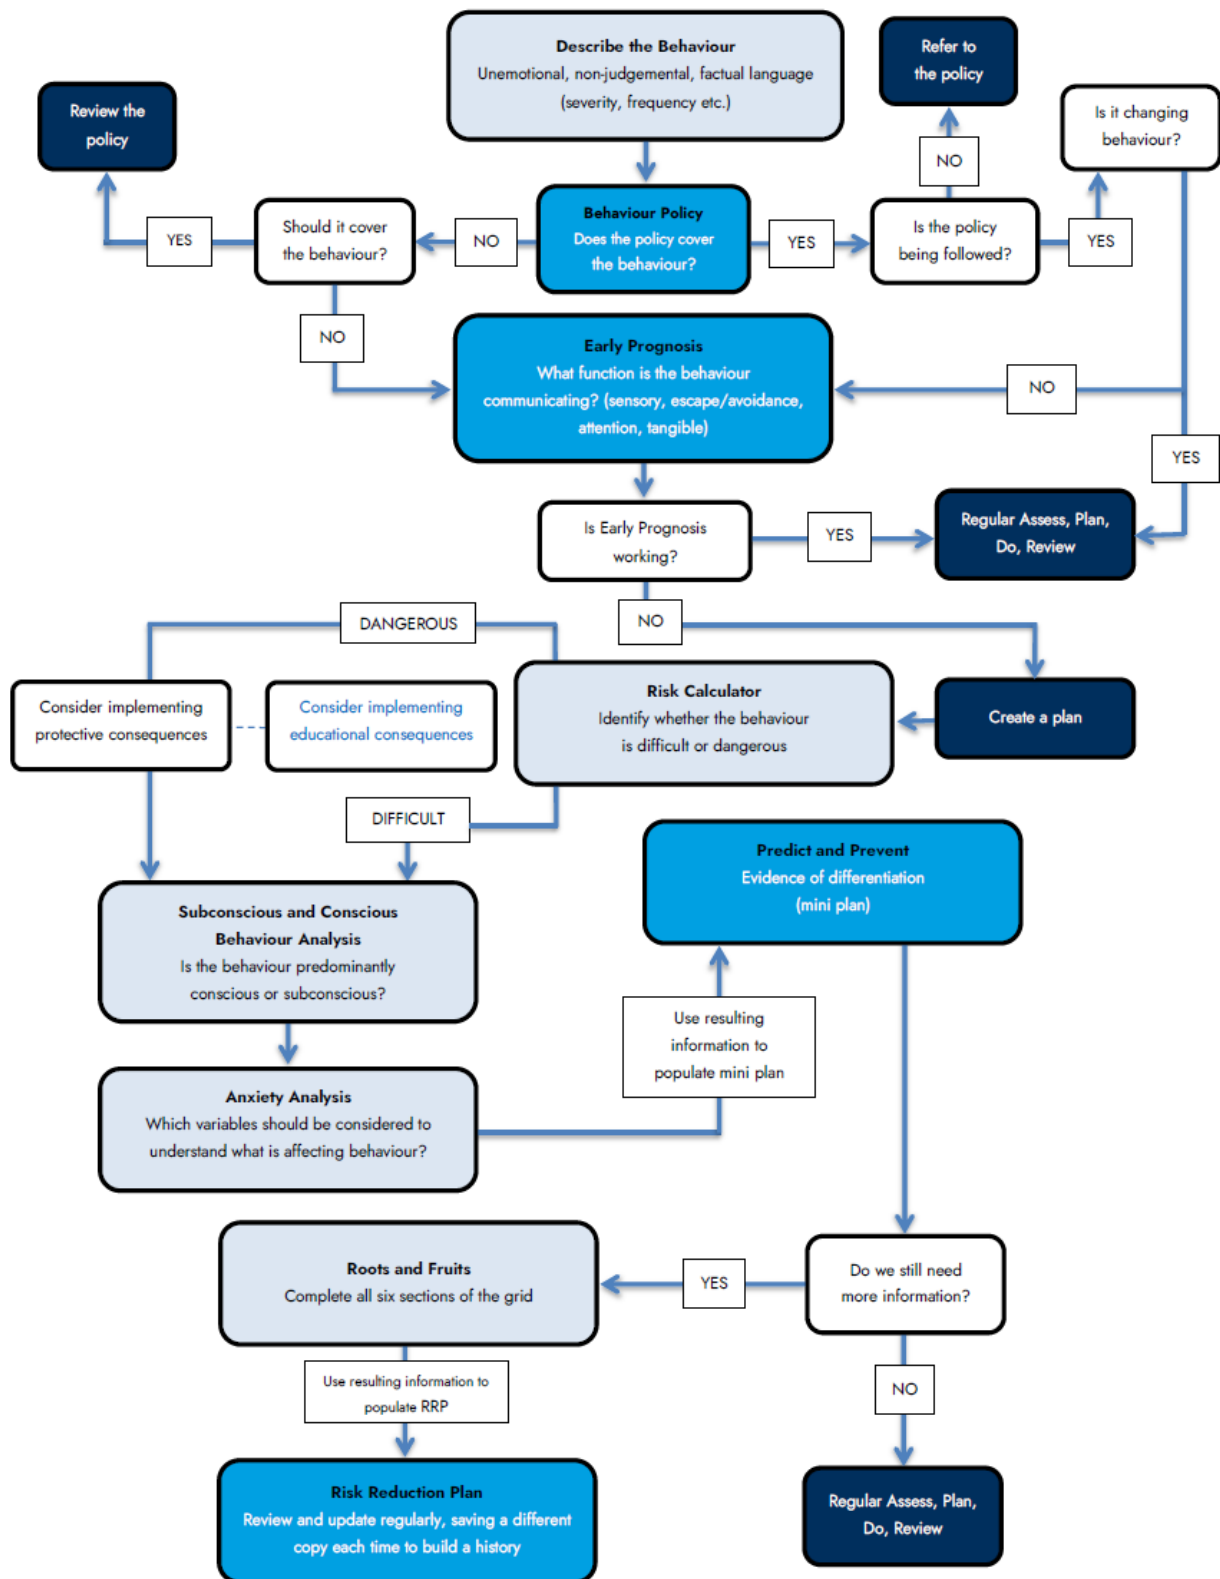 Describe the Behaviour
Unemotional, non-judgemental, factual language
(severity, frequency etc.)
Refer to
the policy
Review the
policy
Is it changing
behaviour?
NO
Behaviour Policy
Does the policy cover
the behaviour?
Should it cover
the behaviour?
YES
NO
YES
Is the policy
being followed?
YES
NO
Early Prognosis
What function is the behaviour
communicating? (sensory, escape/avoidance,
attention, tangible)
NO
YES
Is Early Prognosis
working?
YES
Regular Assess, Plan,
Do, Review
NO
DANGEROUS
Consider implementing
protective consequences
Consider implementing
educational consequences
Risk Calculator
Identify whether the behaviour
is difficult or dangerous
Create a plan
DIFFICULT
Predict and Prevent
Evidence of differentiation
(mini plan)
Subconscious and Conscious
Behaviour Analysis
Is the behaviour predominantly
conscious or subconscious?
Use resulting
information to
populate mini plan
Anxiety Analysis
Which variables should be considered to
understand what is affecting behaviour?
Roots and Fruits
Complete all six sections of the grid
YES
Do we still need
more information?
Use resulting information to
populate RRP
NO
Risk Reduction Plan
Review and update regularly, saving a different
copy each time to build a history
Regular Assess, Plan,
Do, Review